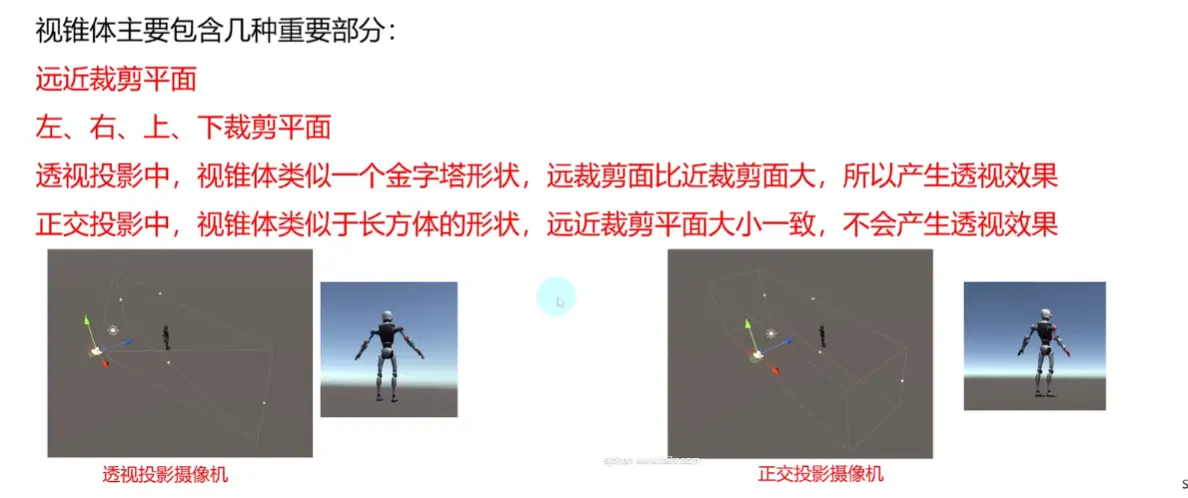 视锥体主要包含几种重要部分：
远近裁剪平面
左、右、上、下裁剪平面
透视投影中，视锥体类似一个金字塔形状，远裁剪面比近裁剪面大，所以产生透视效果
正交投影中，视锥体类似于长方体的形状，远近裁剪平面大小一致，不会产生透视效果
透视投影摄像机
正交投影摄像机
S